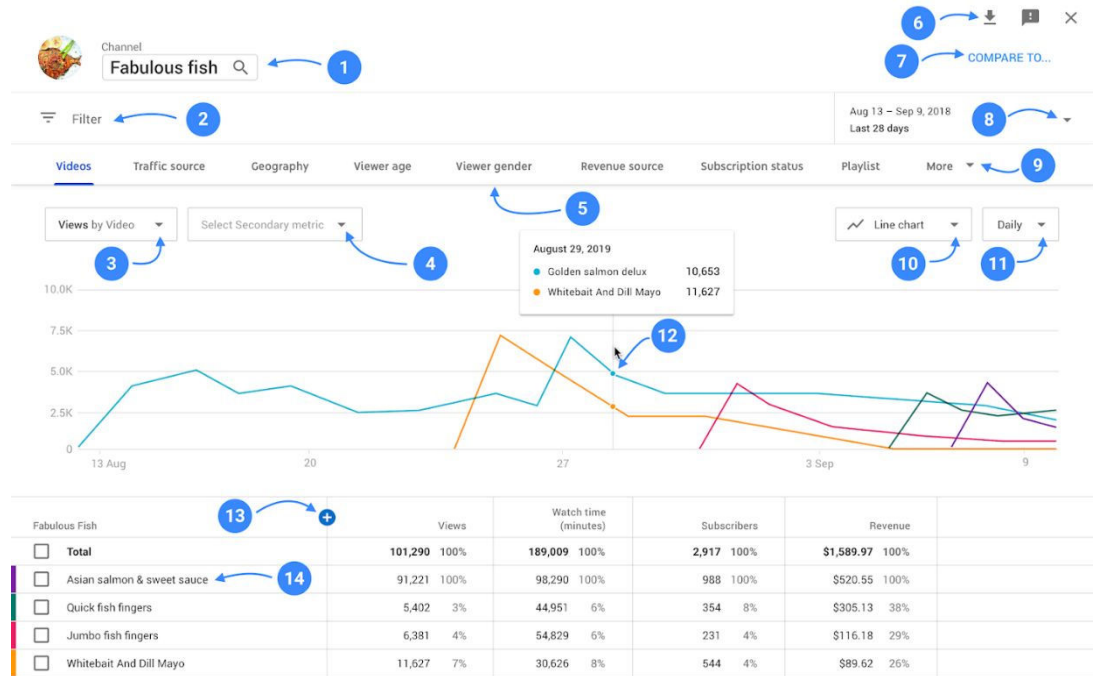 6
Channel
Fabulous fish
1
7
COMPARE TO...
Filter
2
Aug 13 – Sep 9, 2018
Last 28 days
8
Videos Traffic source Geography Viewer age Viewer gender Revenue source Subscription status Playlist More
9
5
Views by Video Select Secondary metric Line chart Daily
3 4 10 11
August 29, 2019
Golden salmon delux 10,653
Whitebait And Dill Mayo 11,627
12
10.0K
7.5K
5.0K
2.5K
0
13 Aug 20 27 3 Sep 9
13
Fabulous Fish Views Watch time (minutes) Subscribers Revenue
Total 101,290 100% 189,009 100% 2,917 100% $1,589.97 100%
Asian salmon & sweet sauce 14 91,221 100% 98,290 100% 988 100% $520.55 100%
Quick fish fingers 5,402 3% 44,951 6% 354 8% $305.13 38%
Jumbo fish fingers 6,381 4% 54,829 6% 231 4% $116.18 29%
Whitebait And Dill Mayo 11,627 7% 30,626 8% 544 4% $89.62 26%